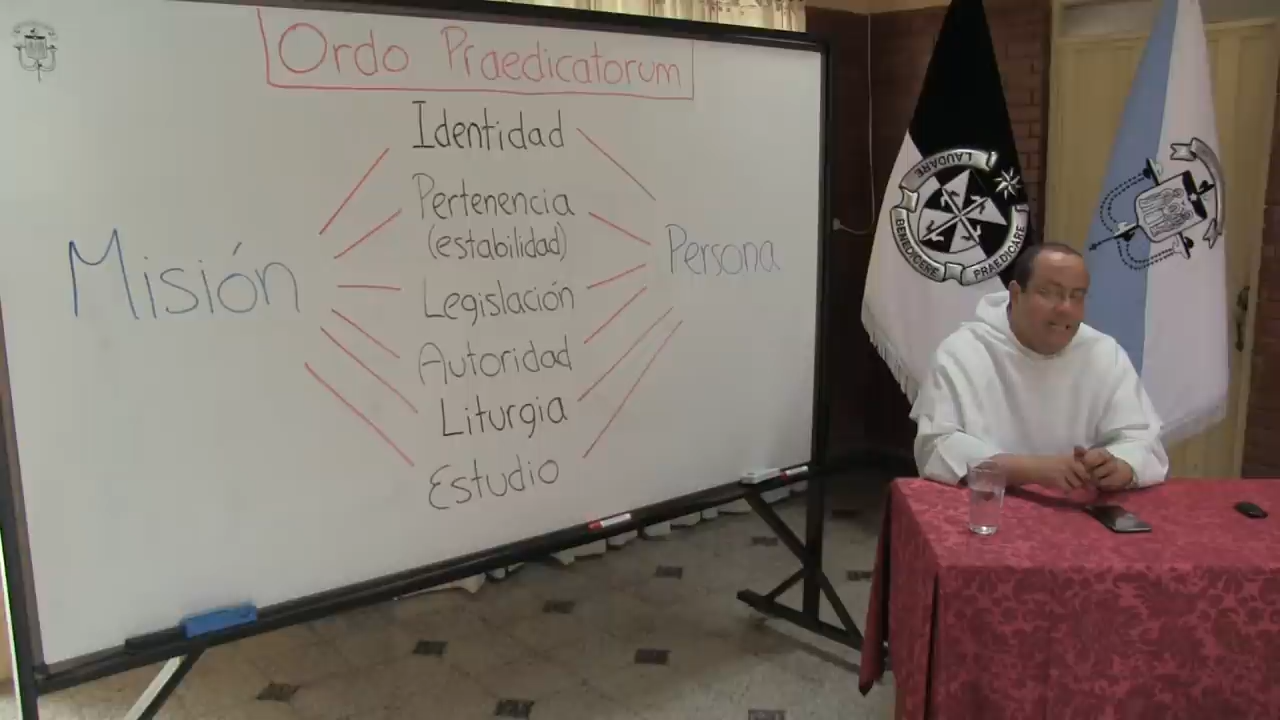 Ordo Praedicatorum
Identidad
Pertenencia
(estabilidad)
Misión
Persona
Legislación
Autoridad
Liturgia
Estudio
LAUDARE
BENEDICERE
PRAEDICARE